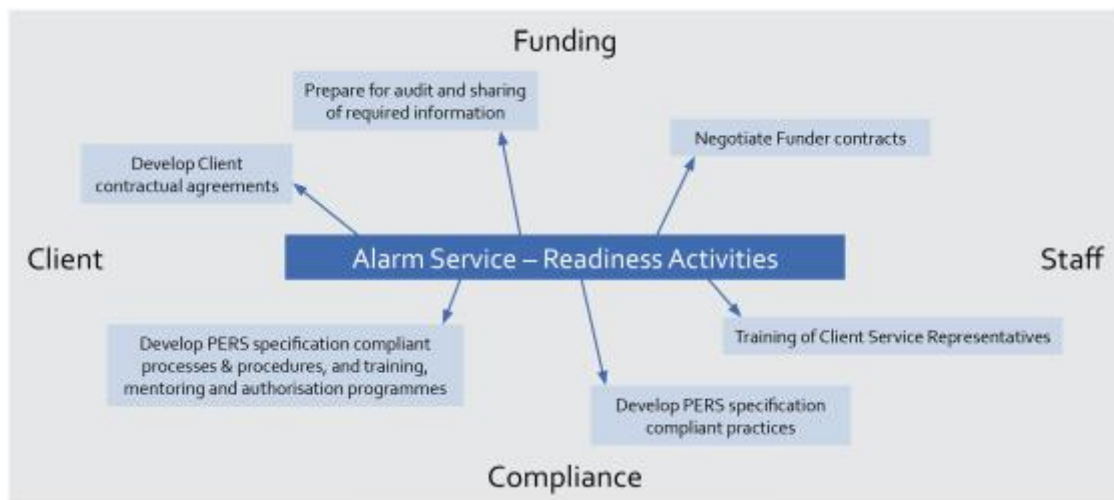 Funding
Prepare for audit and sharing
of required information
Negotiate Funder contracts
Develop Client
contractual agreements
Client
Alarm Service – Readiness Activities
Staff
Develop PERS specification compliant
processes & procedures, and training,
mentoring and authorisation programmes
Training of Client Service Representatives
Develop PERS specification
compliant practices
Compliance